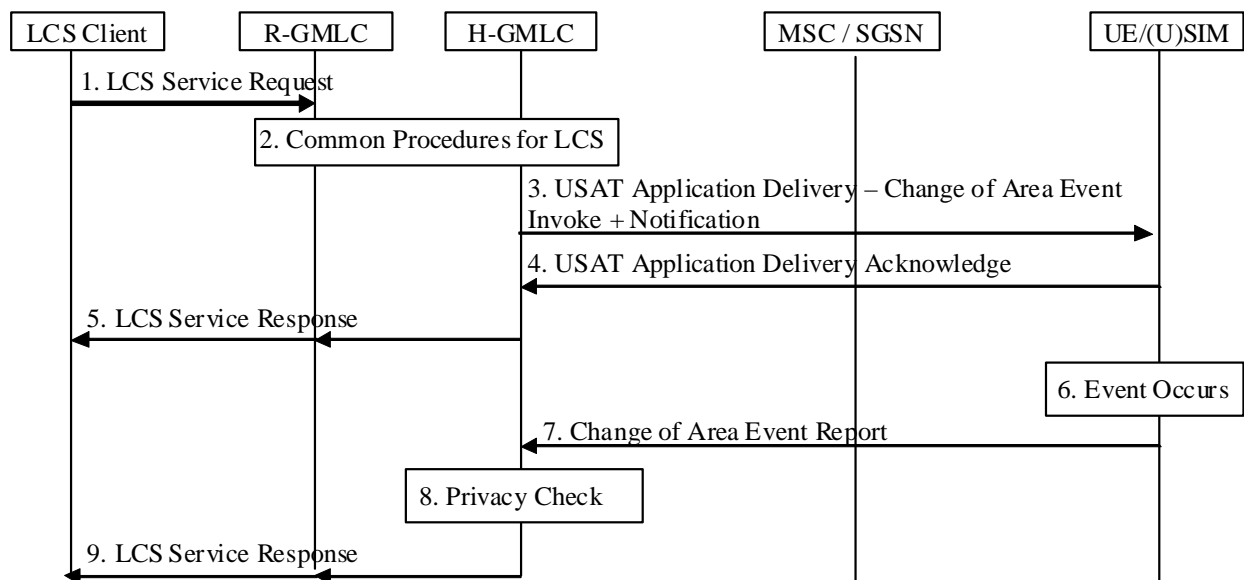 LCS Client
R-GMLC
H-GMLC
MSC / SGSN
UE/(U)SIM
1. LCS Service Request
2. Common Procedures for LCS
3. USAT Application Delivery – Change of Area Event
Invoke + Notification
4. USAT Application Delivery Acknowledge
5. LCS Service Response
6. Event Occurs
7. Change of Area Event Report
8. Privacy Check
9. LCS Service Response